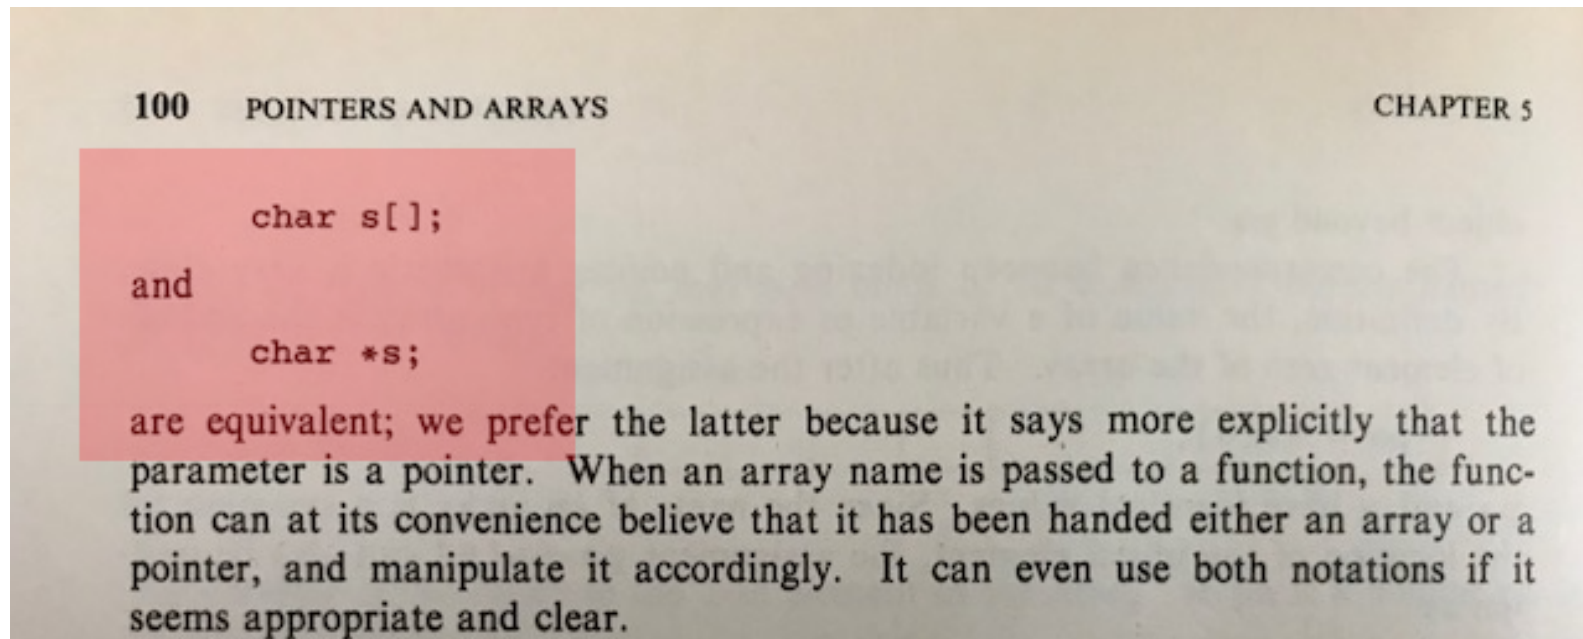 100 POINTERS AND ARRAYS CHAPTER 5
char s[];
and
char *s;
are equivalent; we prefer the latter because it says more explicitly that the
parameter is a pointer. When an array name is passed to a function, the func-
tion can at its convenience believe that it has been handed either an array or a
pointer, and manipulate it accordingly. It can even use both notations if it
seems appropriate and clear.